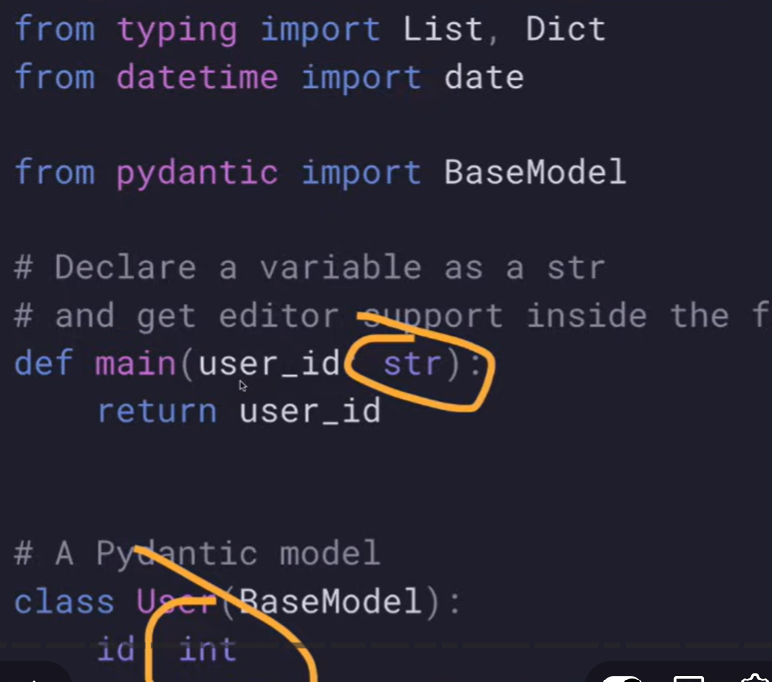 from typing import List, Dict
from datetime import date
from pydantic import BaseModel
# Declare a variable as a str
# and get editor support inside the f
def main(user_id str):
return user_id
# A Pydantic model
class User(BaseModel):
id int